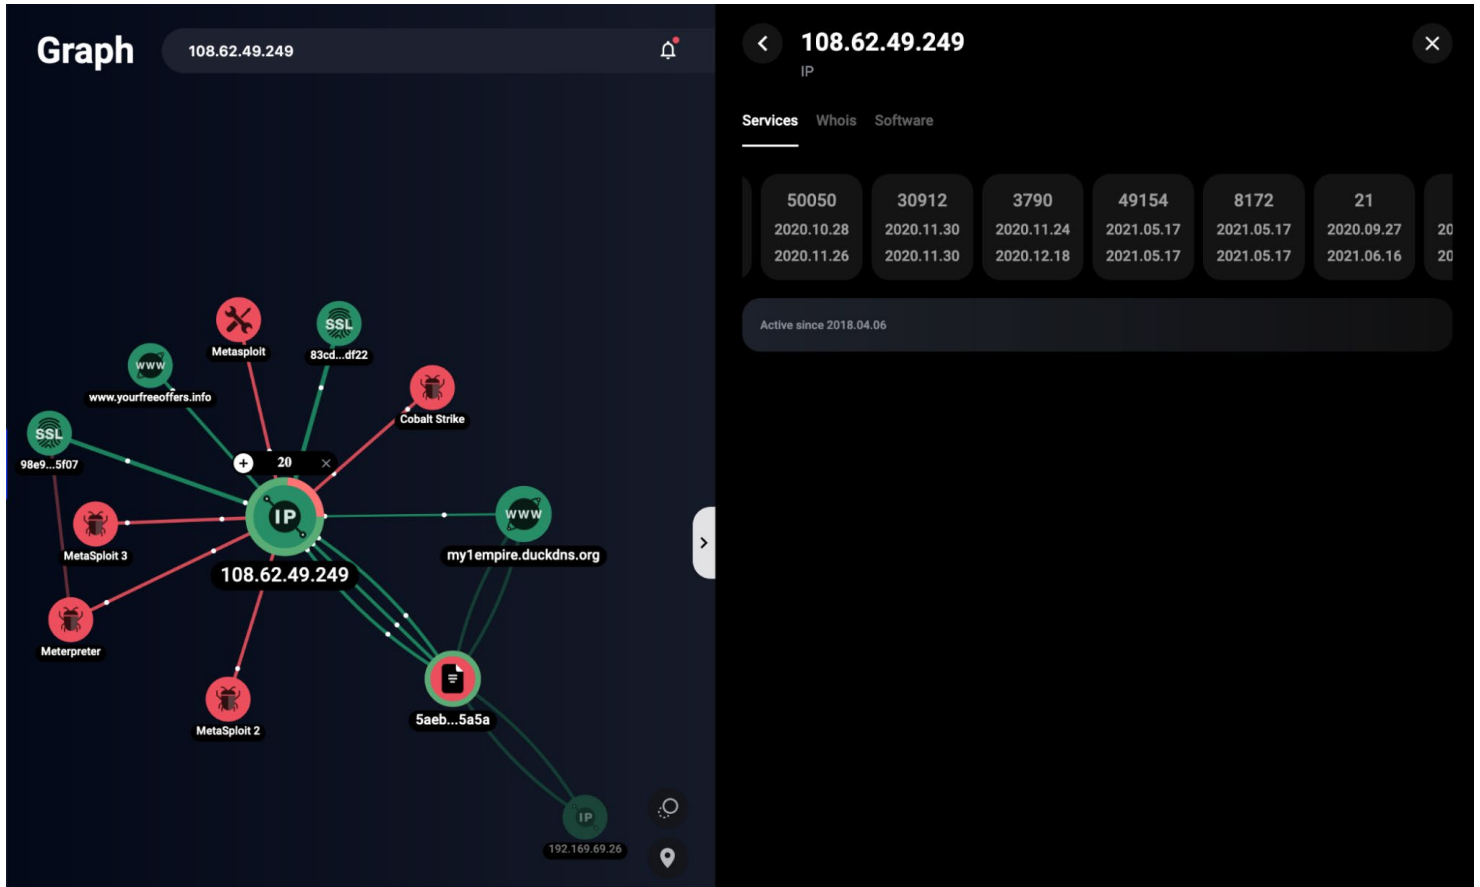 Graph
108.62.49.249
Metasploit
SSL
83cd...df22
www
www.yourfreeoffers.info
Cobalt Strike
SSL
98e9...5f07
20
IP
108.62.49.249
www
my1empire.duckdns.org
MetaSploit 3
Meterpreter
MetaSploit 2
5aeb...5a5a
IP
192.169.69.26
108.62.49.249
IP
Services Whois Software
50050 30912 3790 49154 8172 21
2020.10.28 2020.11.30 2020.11.24 2021.05.17 2021.05.17 2020.09.27 20
2020.11.26 2020.11.30 2020.12.18 2021.05.17 2021.05.17 2021.06.16 20
Active since 2018.04.06